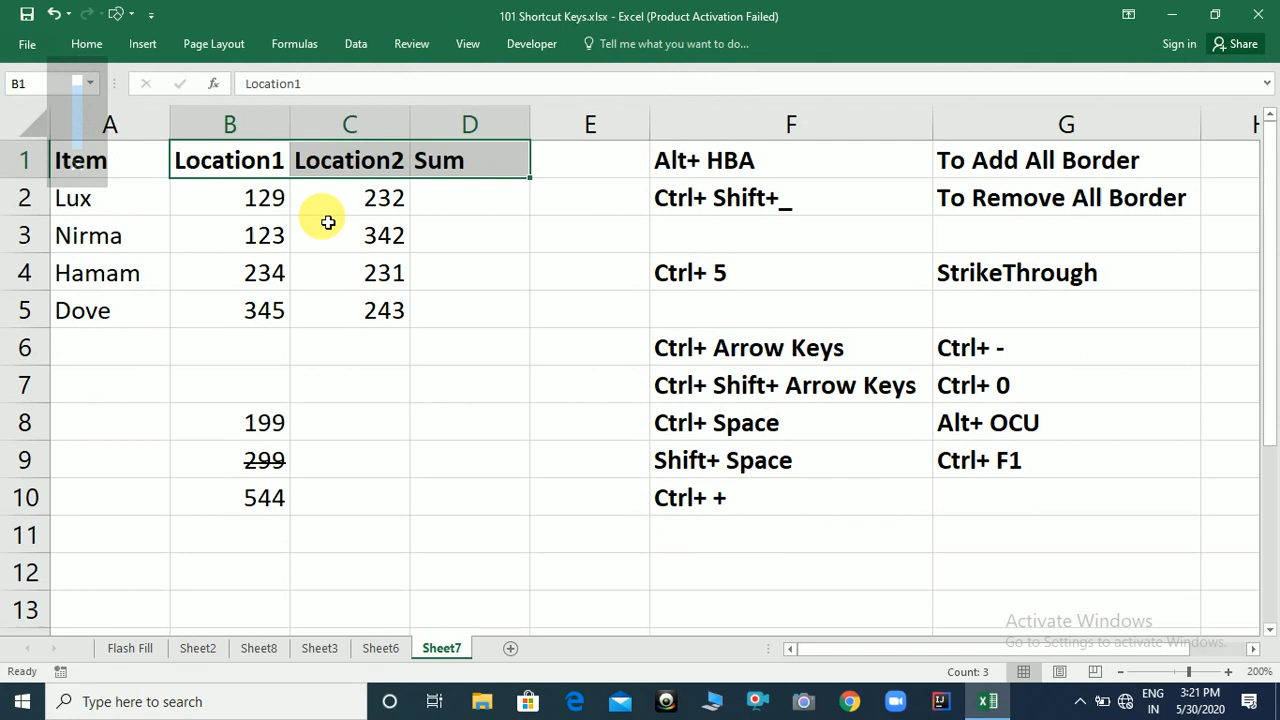 101 Shortcut Keys.xlsx - Excel (Product Activation Failed)
File Home Insert Page Layout Formulas Data Review View Developer Tell me what you want to do... Sign in Share
B1 fx Location1
A B C D E F G H
1 Item Location1 Location2 Sum Alt+ HBA To Add All Border
2 Lux 129 232 Ctrl+ Shift+_ To Remove All Border
3 Nirma 123 342
4 Hamam 234 231 Ctrl+ 5 StrikeThrough
5 Dove 345 243
6 Ctrl+ Arrow Keys Ctrl+ -
7 Ctrl+ Shift+ Arrow Keys Ctrl+ 0
8 199 Ctrl+ Space Alt+ OCU
9 299 Shift+ Space Ctrl+ F1
10 544 Ctrl+ +
11
12
13
Activate Windows
Go to Settings to activate Windows.
Flash Fill Sheet2 Sheet8 Sheet3 Sheet6 Sheet7
Ready Count: 3 200%
Type here to search ENG 3:21 PM
IN 5/30/2020